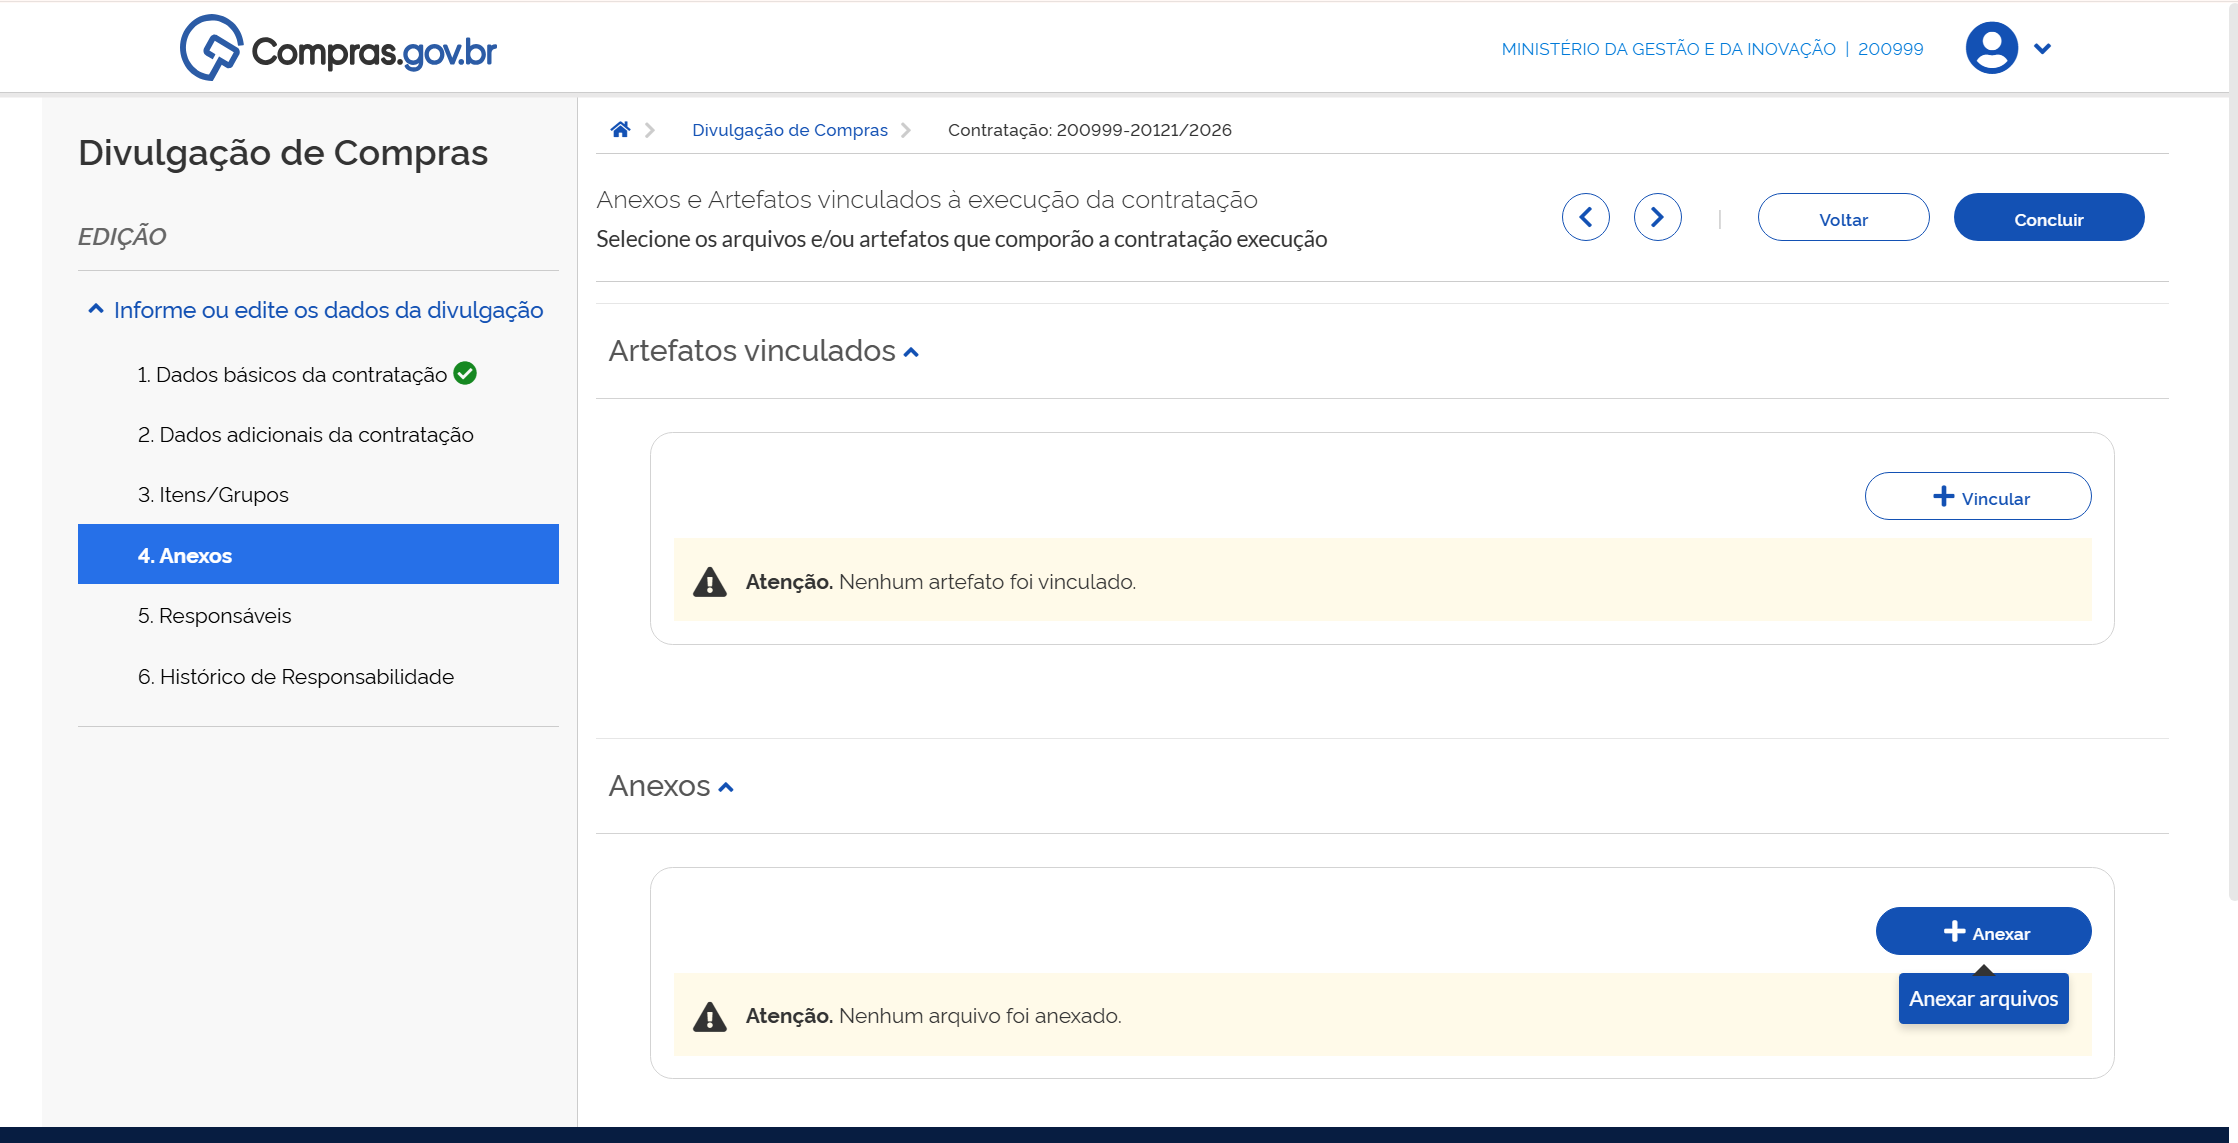 Compras.gov.br
MINISTÉRIO DA GESTÃO E DA INOVAÇÃO | 200999
Divulgação de Compras
EDIÇÃO
Informe ou edite os dados da divulgação
1. Dados básicos da contratação
2. Dados adicionais da contratação
3. Itens/Grupos
4. Anexos
5. Responsáveis
6. Histórico de Responsabilidade
Divulgação de Compras
Contratação: 200999-20121/2026
Anexos e Artefatos vinculados à execução da contratação
Selecione os arquivos e/ou artefatos que comporão a contratação execução
Voltar
Concluir
Artefatos vinculados
Vincular
Atenção. Nenhum artefato foi vinculado.
Anexos
Anexar
Anexar arquivos
Atenção. Nenhum arquivo foi anexado.